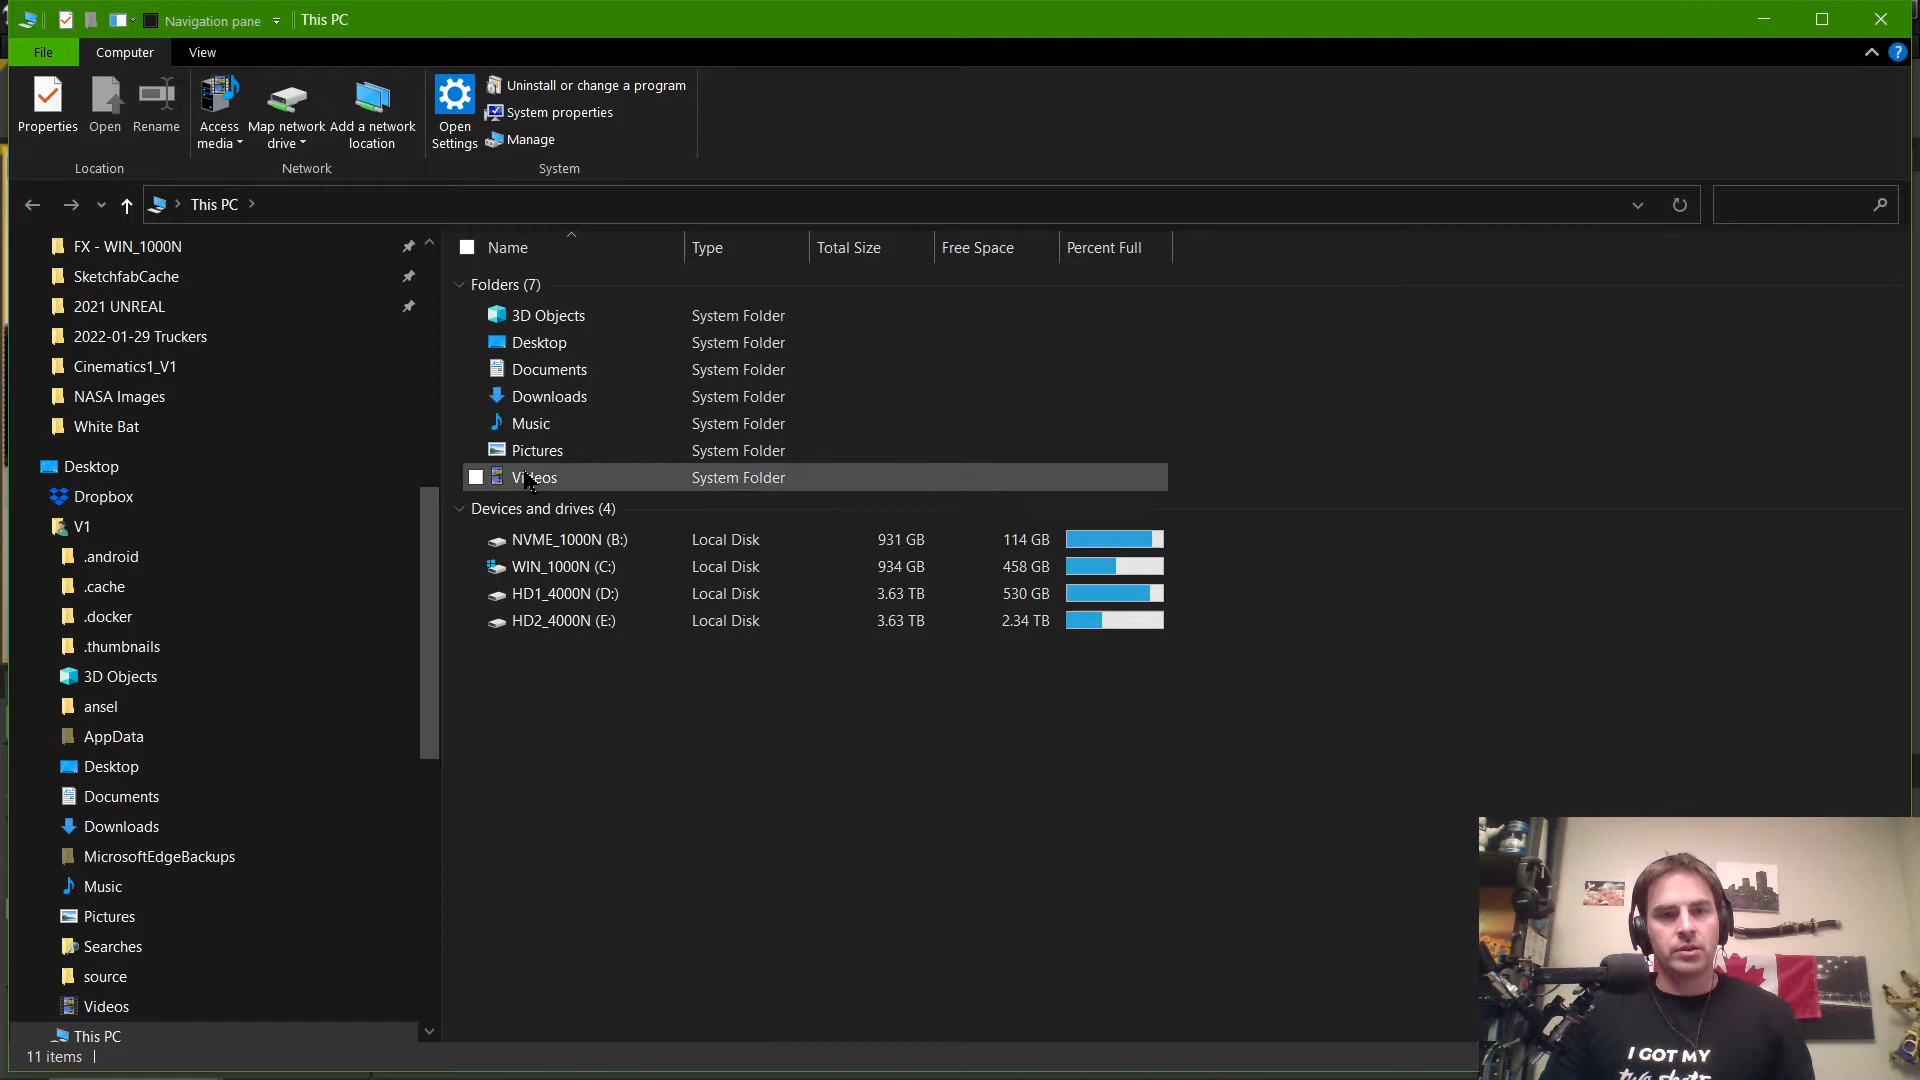 Navigation pane
This PC
File
Computer
View
Properties
Open
Rename
Access media
Map network drive
Add a network location
Open Settings
Uninstall or change a program
System properties
Manage
Location
Network
System
This PC
FX - WIN_1000N
SketchfabCache
2021 UNREAL
2022-01-29 Truckers
Cinematics1_V1
NASA Images
White Bat
Desktop
Dropbox
V1
.android
.cache
.docker
.thumbnails
3D Objects
ansel
AppData
Desktop
Documents
Downloads
MicrosoftEdgeBackups
Music
Pictures
Searches
source
Videos
This PC
Name Type Total Size Free Space Percent Full
Folders (7)
3D Objects System Folder
Desktop System Folder
Documents System Folder
Downloads System Folder
Music System Folder
Pictures System Folder
Videos System Folder
Devices and drives (4)
NVME_1000N (B:) Local Disk 931 GB 114 GB
WIN_1000N (C:) Local Disk 934 GB 458 GB
HD1_4000N (D:) Local Disk 3.63 TB 530 GB
HD2_4000N (E:) Local Disk 3.63 TB 2.34 TB
11 items
I GOT MY
two shots